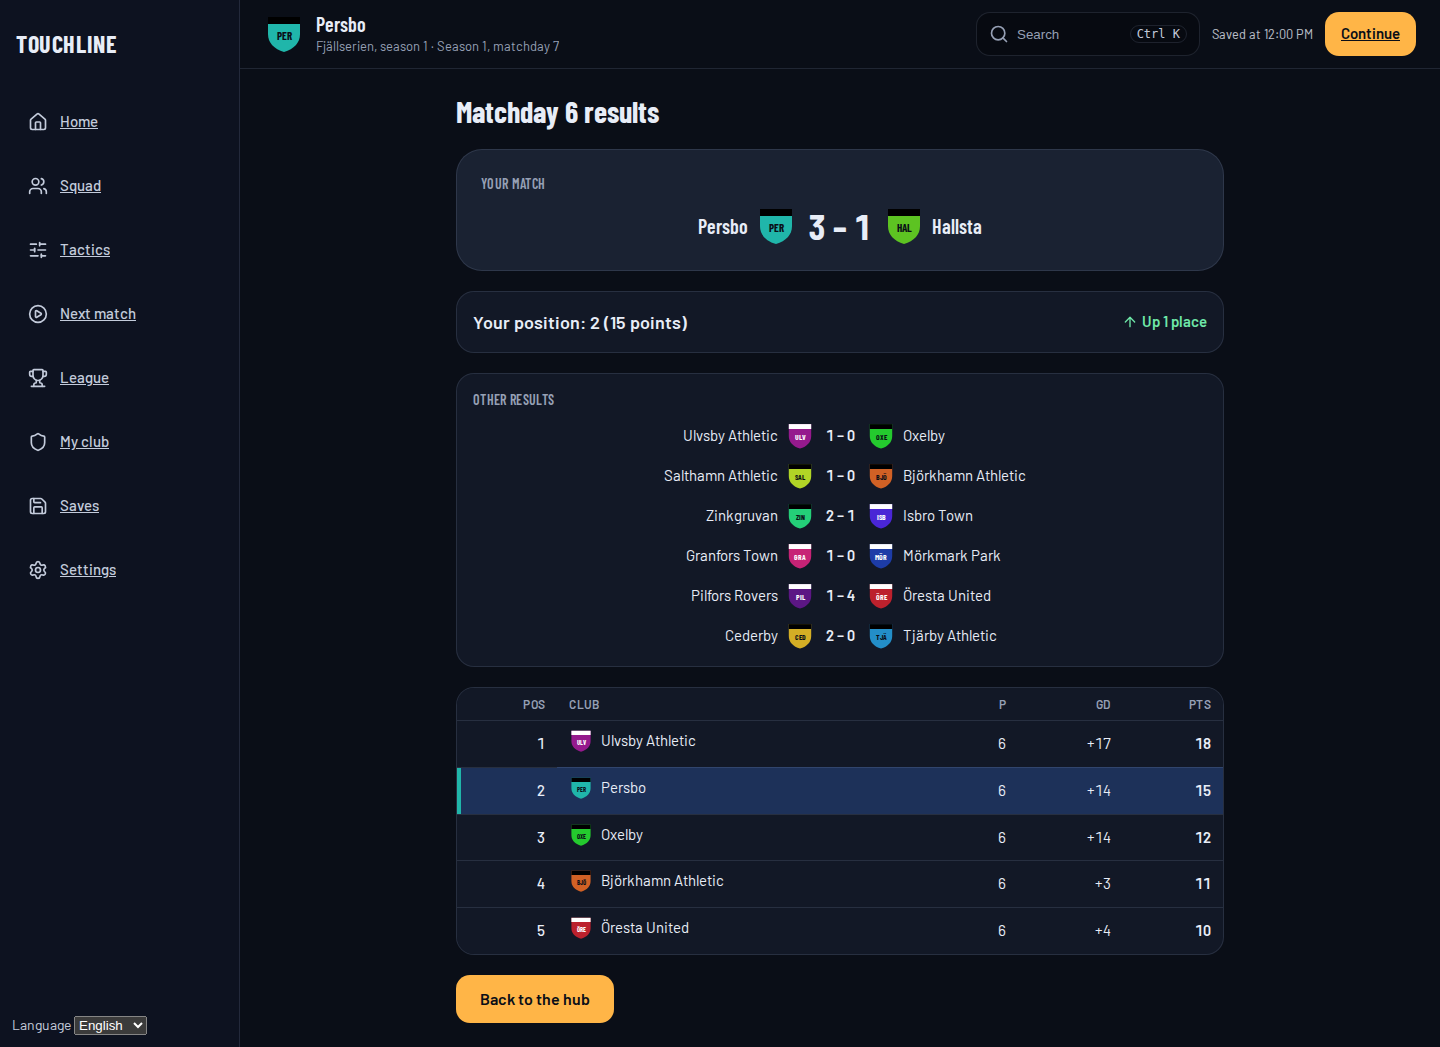 TOUCHLINE
Home
Squad
Tactics
Next match
League
My club
Saves
Settings
Language English
PER
Persbo
Fjällserien, season 1 · Season 1, matchday 7
Search Ctrl K
Saved at 12:00 PM
Continue
Matchday 6 results
YOUR MATCH
Persbo PER 3 – 1 HAL Hallsta
Your position: 2 (15 points)
↑ Up 1 place
OTHER RESULTS
Ulvsby Athletic ULV 1 – 0 OXE Oxelby
Salthamn Athletic SAL 1 – 0 BJÖ Björkhamn Athletic
Zinkgruvan ZIN 2 – 1 ISB Isbro Town
Granfors Town GRA 1 – 0 MÖR Mörkmark Park
Pilfors Rovers PIL 1 – 4 ÖRE Öresta United
Cederby CED 2 – 0 TJÄ Tjärby Athletic
POS CLUB P GD PTS
1 ULV Ulvsby Athletic 6 +17 18
2 PER Persbo 6 +14 15
3 OXE Oxelby 6 +14 12
4 BJÖ Björkhamn Athletic 6 +3 11
5 ÖRE Öresta United 6 +4 10
Back to the hub